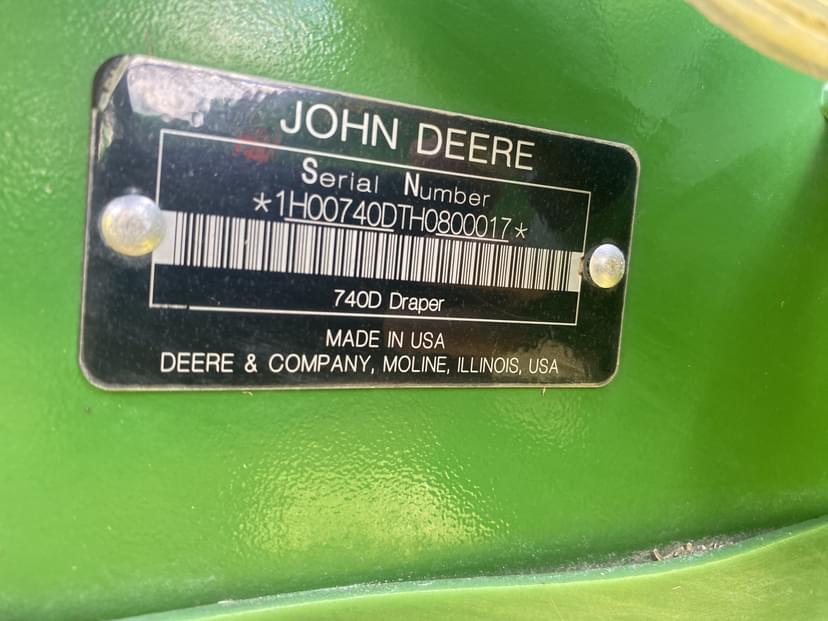 JOHN DEERE
Serial Number
*1H00740DTH0800017*
740D Draper
MADE IN USA
DEERE & COMPANY, MOLINE, ILLINOIS, USA